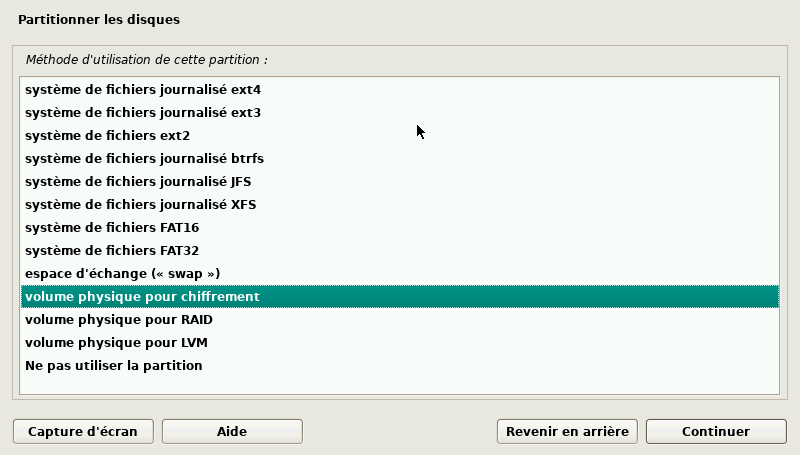 Partitionner les disques
Méthode d'utilisation de cette partition :
système de fichiers journalisé ext4
système de fichiers journalisé ext3
système de fichiers ext2
système de fichiers journalisé btrfs
système de fichiers journalisé JFS
système de fichiers journalisé XFS
système de fichiers FAT16
système de fichiers FAT32
espace d'échange (« swap »)
volume physique pour chiffrement
volume physique pour RAID
volume physique pour LVM
Ne pas utiliser la partition
Capture d'écran Aide Revenir en arrière Continuer